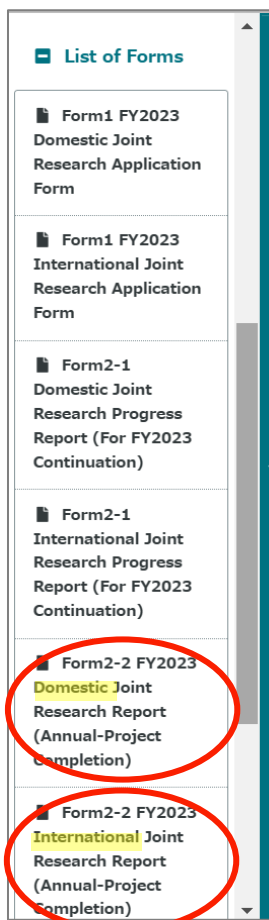 List of Forms
Form1 FY2023
Domestic Joint
Research Application
Form
Form1 FY2023
International Joint
Research Application
Form
Form2-1
Domestic Joint
Research Progress
Report (For FY2023
Continuation)
Form2-1
International Joint
Research Progress
Report (For FY2023
Continuation)
Form2-2 FY2023
Domestic Joint
Research Report
(Annual-Project
Completion)
Form2-2 FY2023
International Joint
Research Report
(Annual-Project
Completion)